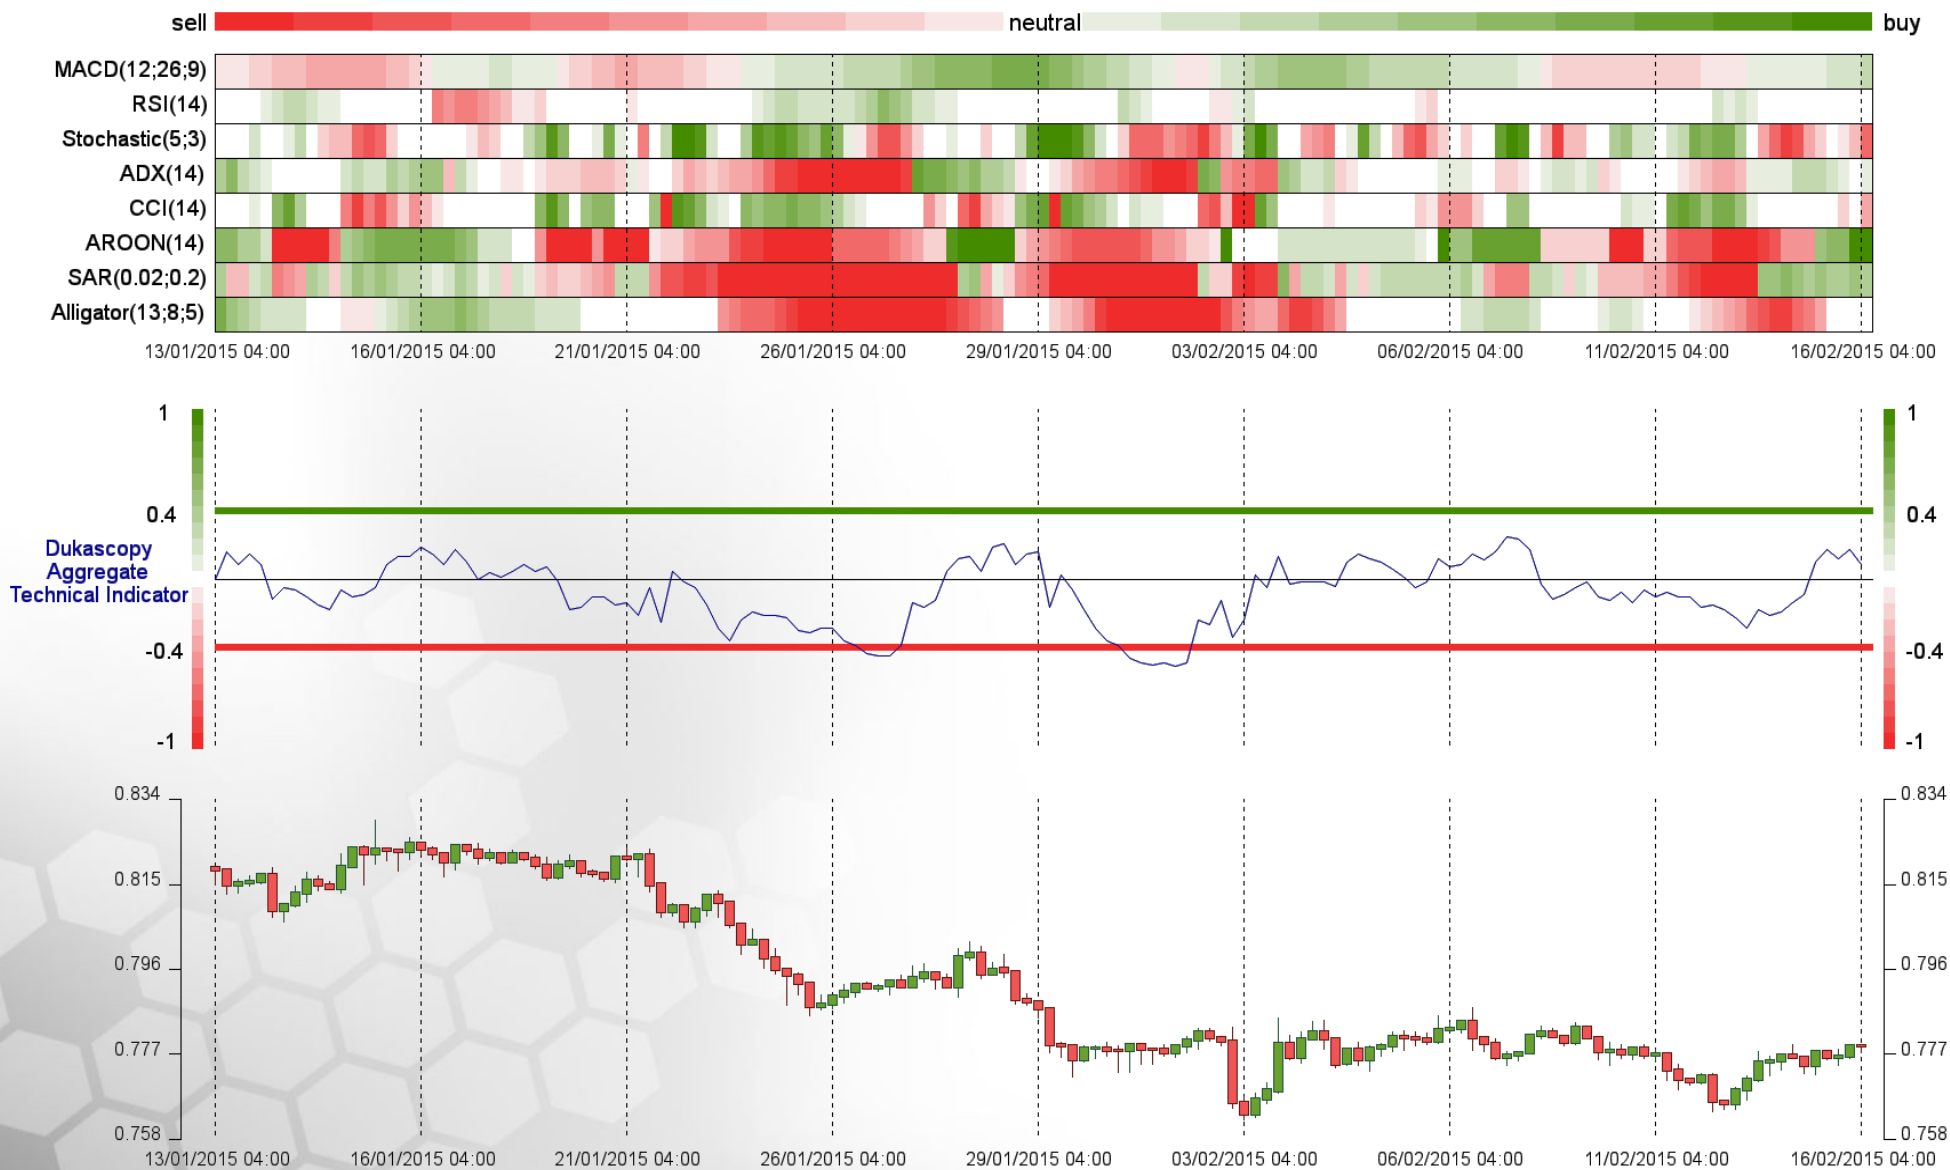 sell neutral buy
MACD(12;26;9)
RSI(14)
Stochastic(5;3)
ADX(14)
CCI(14)
AROON(14)
SAR(0.02;0.2)
Alligator(13;8;5)
13/01/2015 04:00 16/01/2015 04:00 21/01/2015 04:00 26/01/2015 04:00 29/01/2015 04:00 03/02/2015 04:00 06/02/2015 04:00 11/02/2015 04:00 16/02/2015 04:00
1 1
0.4 0.4
Dukascopy
Aggregate
Technical Indicator
-0.4 -0.4
-1 -1
0.834 0.834
0.815 0.815
0.796 0.796
0.777 0.777
0.758 0.758
13/01/2015 04:00 16/01/2015 04:00 21/01/2015 04:00 26/01/2015 04:00 29/01/2015 04:00 03/02/2015 04:00 06/02/2015 04:00 11/02/2015 04:00 16/02/2015 04:00